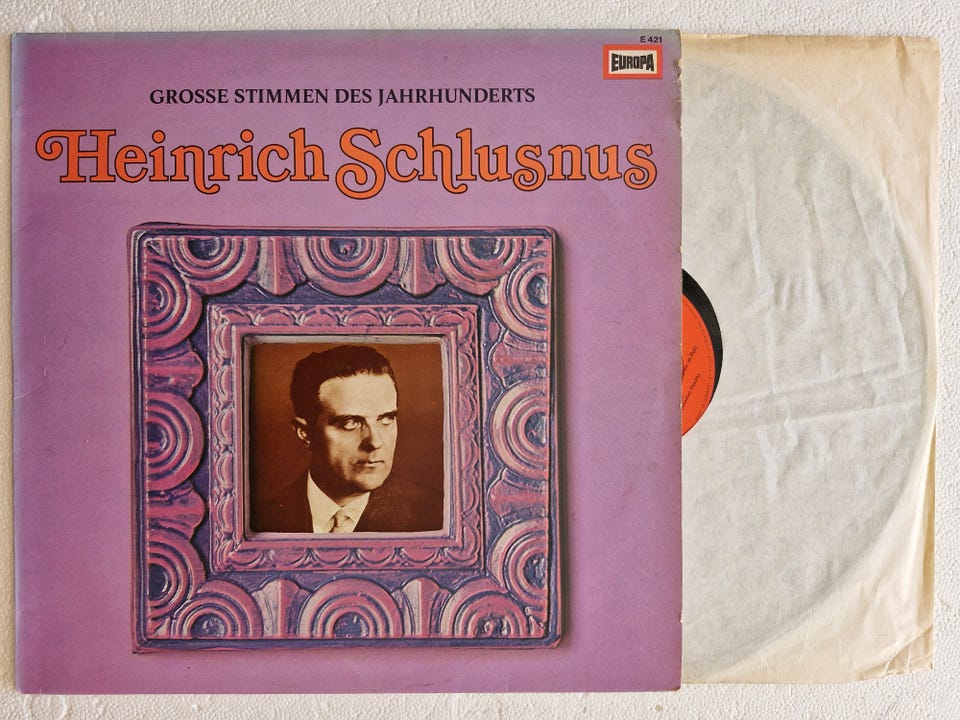 E 421
EUROPA
GROSSE STIMMEN DES JAHRHUNDERTS
Heinrich Schlusnus